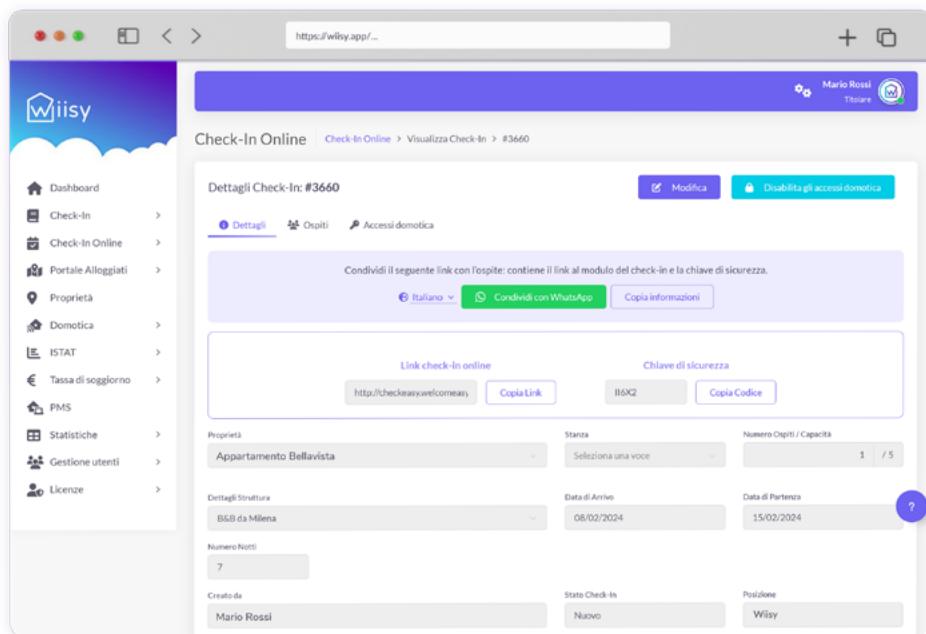 https://wiisy.app/...
Wiisy
Mario Rossi
Titolare
Check-In Online
Check-In Online > Visualizza Check-In > #3660
Dashboard
Check-In
Check-In Online
Portale Alloggiati
Proprietà
Domotica
ISTAT
Tassa di soggiorno
PMS
Statistiche
Gestione utenti
Licenze
Dettagli Check-In: #3660
Modifica
Disabilita gli accessi domotica
Dettagli
Ospiti
Accessi domotica
Condividi il seguente link con l'ospite: contiene il link al modulo del check-in e la chiave di sicurezza.
Italiano
Condividi con WhatsApp
Copia informazioni
Link check-in online
Chiave di sicurezza
http://checkeasy.welcomeasy
Copia Link
II6X2
Copia Codice
Proprietà
Stanza
Numero Ospiti / Capacità
Appartamento Bellavista
Seleziona una voce
1 / 5
Dettagli Struttura
Data di Arrivo
Data di Partenza
B&B da Milena
08/02/2024
15/02/2024
?
Numero Notti
7
Creato da
Stato Check-In
Posizione
Mario Rossi
Nuovo
Wiisy